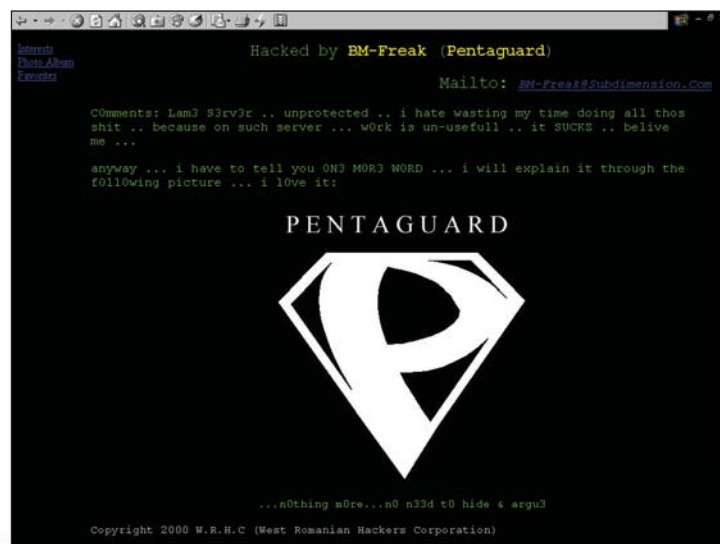 Interests
Photo Album
Favorites
Hacked by BM-Freak (Pentaguard)
Mailto: BM-Freak@Subdimension.Com
C0mments: Lam3 S3rv3r .. unprotected .. i hate wasting my time doing all thos
shit .. because on such server ... w0rk is un-usefull .. it SUCKZ .. belive
me ...
anyway ... i have to tell you 0N3 M0R3 W0RD ... i will explain it through the
f0ll0wing picture ... i l0ve it:
PENTAGUARD
...n0thing m0re...n0 n33d t0 hide & argu3
Copyright 2000 W.R.H.C (West Romanian Hackers Corporation)